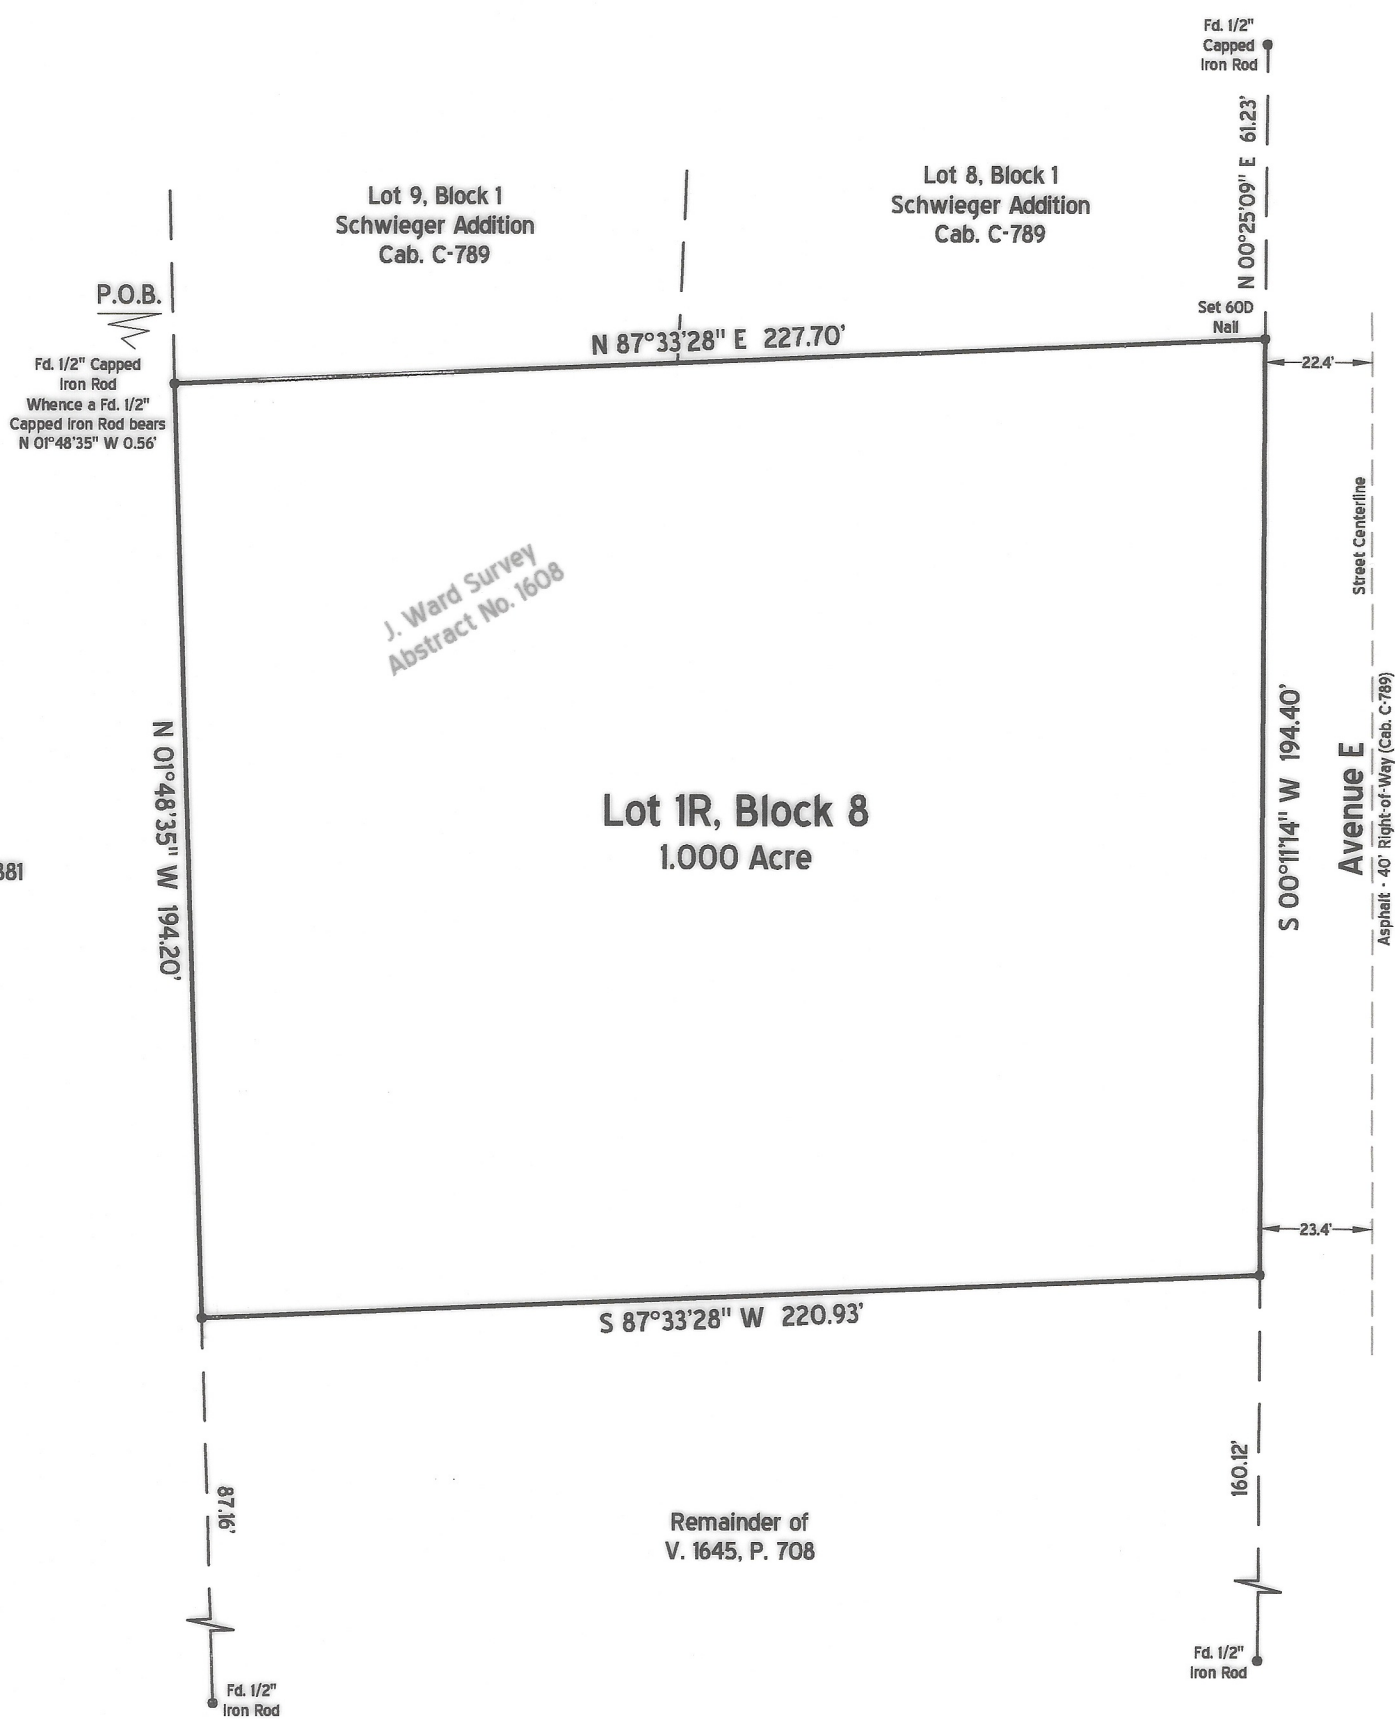 Fd. 1/2"
Capped
Iron Rod
N 00°25'09" E 61.23'
Lot 9, Block 1
Schwieger Addition
Cab. C-789
Lot 8, Block 1
Schwieger Addition
Cab. C-789
P.O.B.
Set 60D
Nail
N 87°33'28" E 227.70'
Fd. 1/2" Capped
Iron Rod
Whence a Fd. 1/2"
Capped Iron Rod bears
N 01°48'35" W 0.56'
22.4'
Street Centerline
J. Ward Survey
Abstract No. 1608
N 01°48'35" W 194.20'
Lot 1R, Block 8
1.000 Acre
S 00°11'14" W 194.40'
Avenue E
Asphalt - 40' Right-of-Way (Cab. C-789)
381
23.4'
S 87°33'28" W 220.93'
87.16'
160.12'
Remainder of
V. 1645, P. 708
Fd. 1/2"
Iron Rod
Fd. 1/2"
Iron Rod